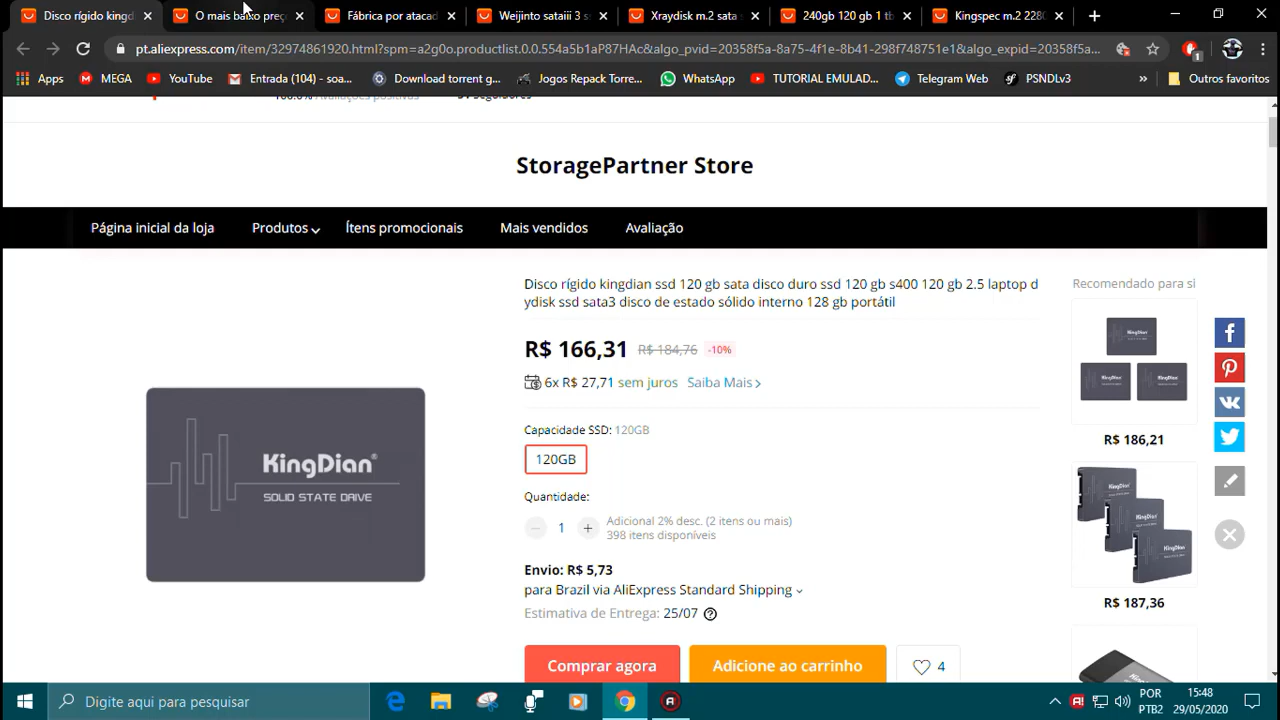 Disco rígido kingd
O mais baixo preço
Fábrica por atacad
Weijinto sataiii 3 s
Xraydisk m.2 sata
240gb 120 gb 1 tb
Kingspec m.2 2280
pt.aliexpress.com/item/32974861920.html?spm=a2g0o.productlist.0.0.554a5b1aP87HAc&algo_pvid=20358f5a-8a75-4f1e-8b41-298f748751e1&algo_expid=20358f5a...
1
Apps
MEGA
YouTube
Entrada (104) - soa...
Download torrent g...
Jogos Repack Torre...
WhatsApp
TUTORIAL EMULAD...
Telegram Web
PSNDLv3
»
Outros favoritos
StoragePartner Store
Página inicial da loja
Produtos
Ítens promocionais
Mais vendidos
Avaliação
Disco rígido kingdian ssd 120 gb sata disco duro ssd 120 gb s400 120 gb 2.5 laptop d
ydisk ssd sata3 disco de estado sólido interno 128 gb portátil
R$ 166,31 R$ 184,76 -10%
6x R$ 27,71 sem juros Saiba Mais
Capacidade SSD: 120GB
120GB
Quantidade:
1
Adicional 2% desc. (2 itens ou mais)
398 itens disponíveis
Envio: R$ 5,73
para Brazil via AliExpress Standard Shipping
Estimativa de Entrega: 25/07
Comprar agora
Adicione ao carrinho
4
KingDian®
SOLID STATE DRIVE
Recomendado para si
KingDian
KingDian
KingDian
R$ 186,21
KingDian
KingDian
KingDian
R$ 187,36
Digite aqui para pesquisar
POR
PTB2
15:48
29/05/2020